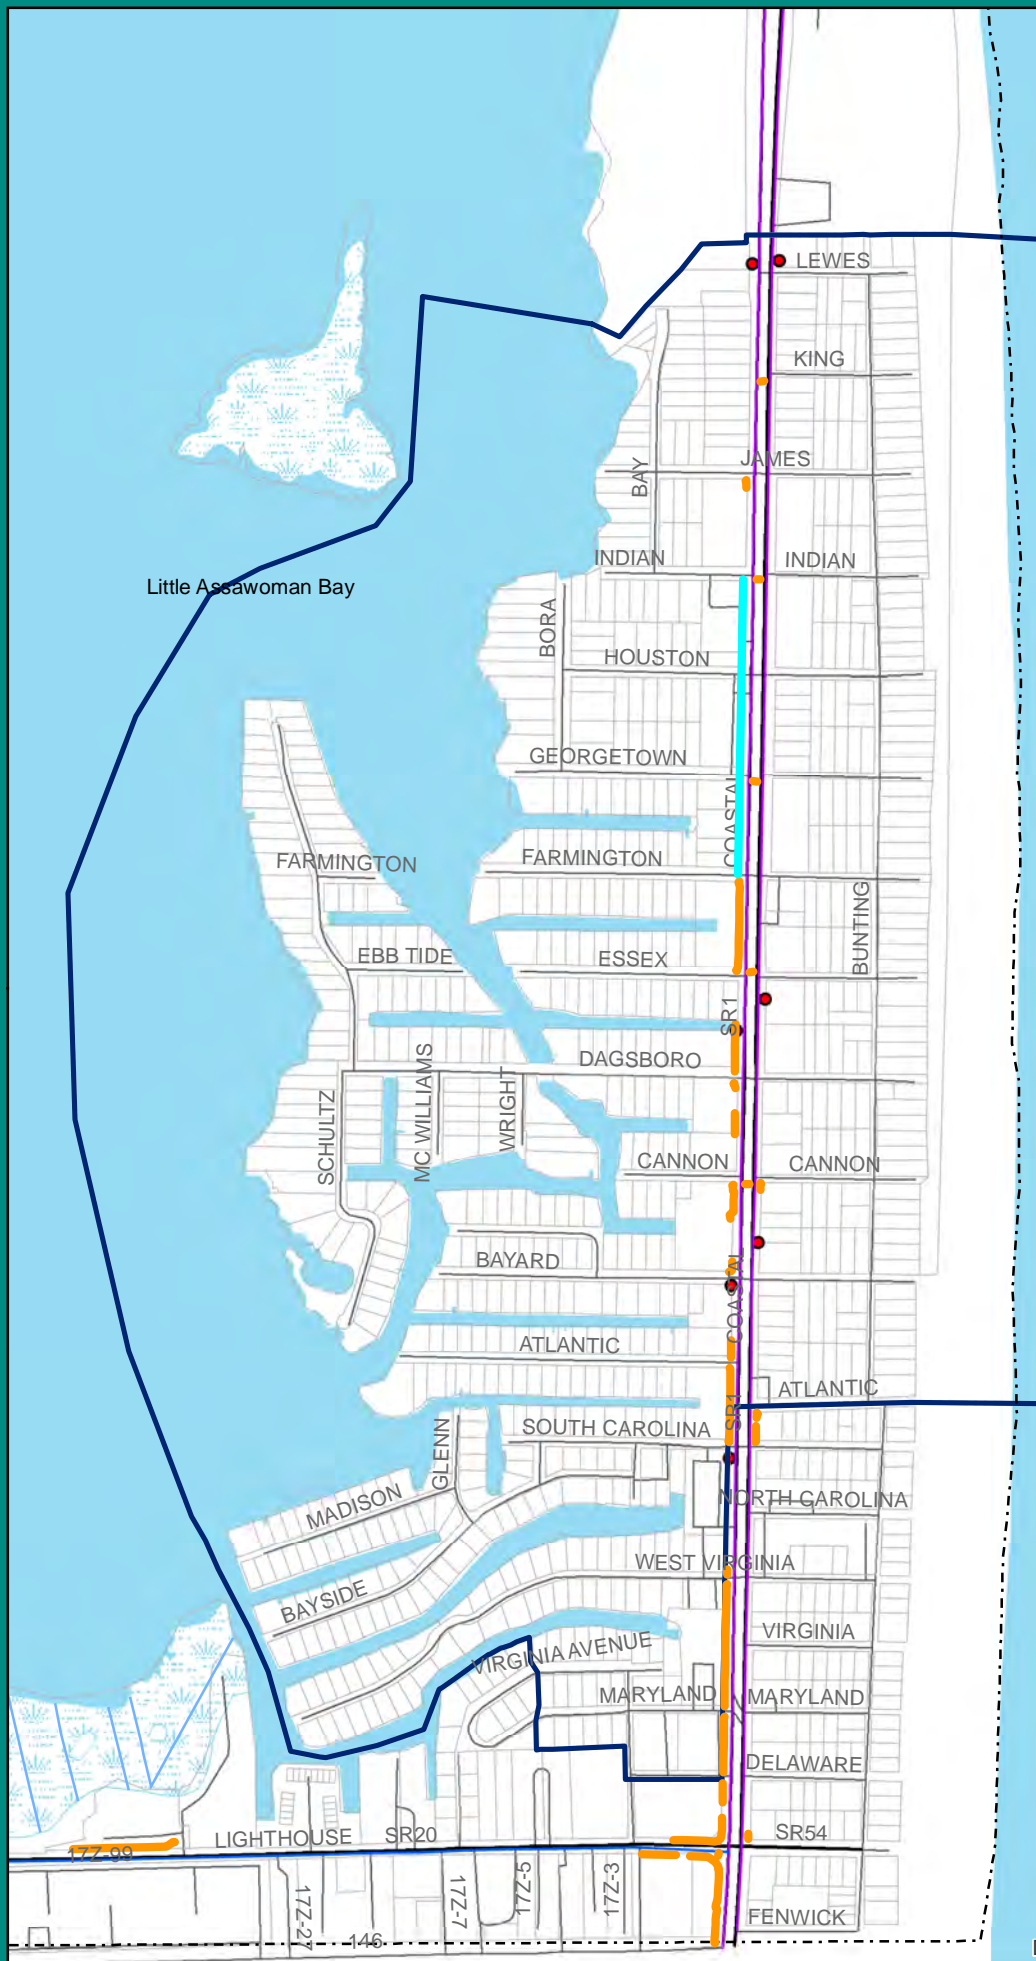 LEWES
KING
JAMES
BAY
INDIAN
INDIAN
Little Assawoman Bay
BORA
HOUSTON
GEORGETOWN
COASTAL
FARMINGTON
FARMINGTON
BUNTING
EBB TIDE
ESSEX
SR1
DAGSBORO
MC WILLIAMS
WRIGHT
SCHULTZ
CANNON
CANNON
BAYARD
COASTAL
ATLANTIC
ATLANTIC
SR1
SOUTH CAROLINA
GLENN
MADISON
NORTH CAROLINA
WEST VIRGINIA
BAYSIDE
VIRGINIA
VIRGINIA AVENUE
MARYLAND
MARYLAND
DELAWARE
LIGHTHOUSE
SR20
SR54
17Z-99
17Z-27
17Z-7
17Z-5
17Z-3
FENWICK
146